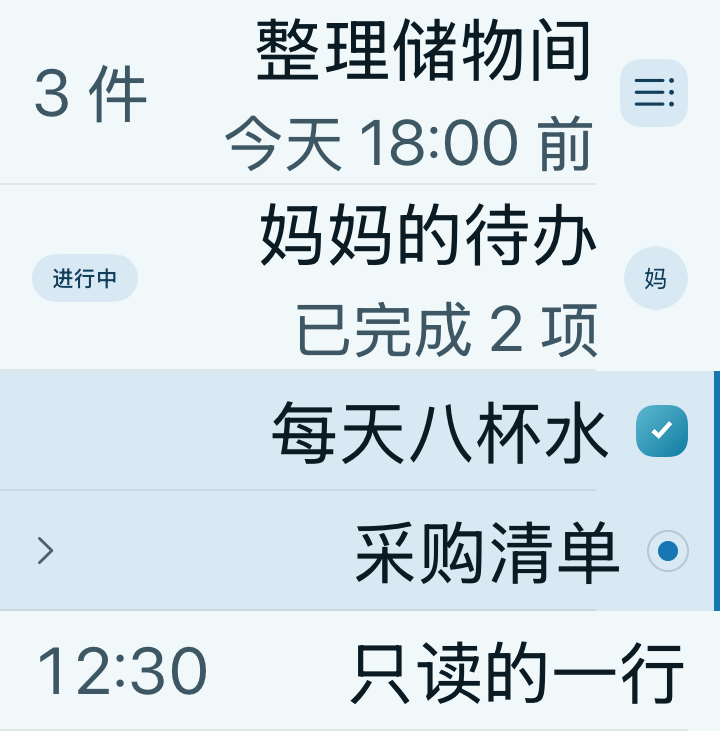 整理储物间
今天 18:00 前
3 件
妈妈的待办
已完成 2 项
进行中
妈
每天八杯水
采购清单
只读的一行
12:30